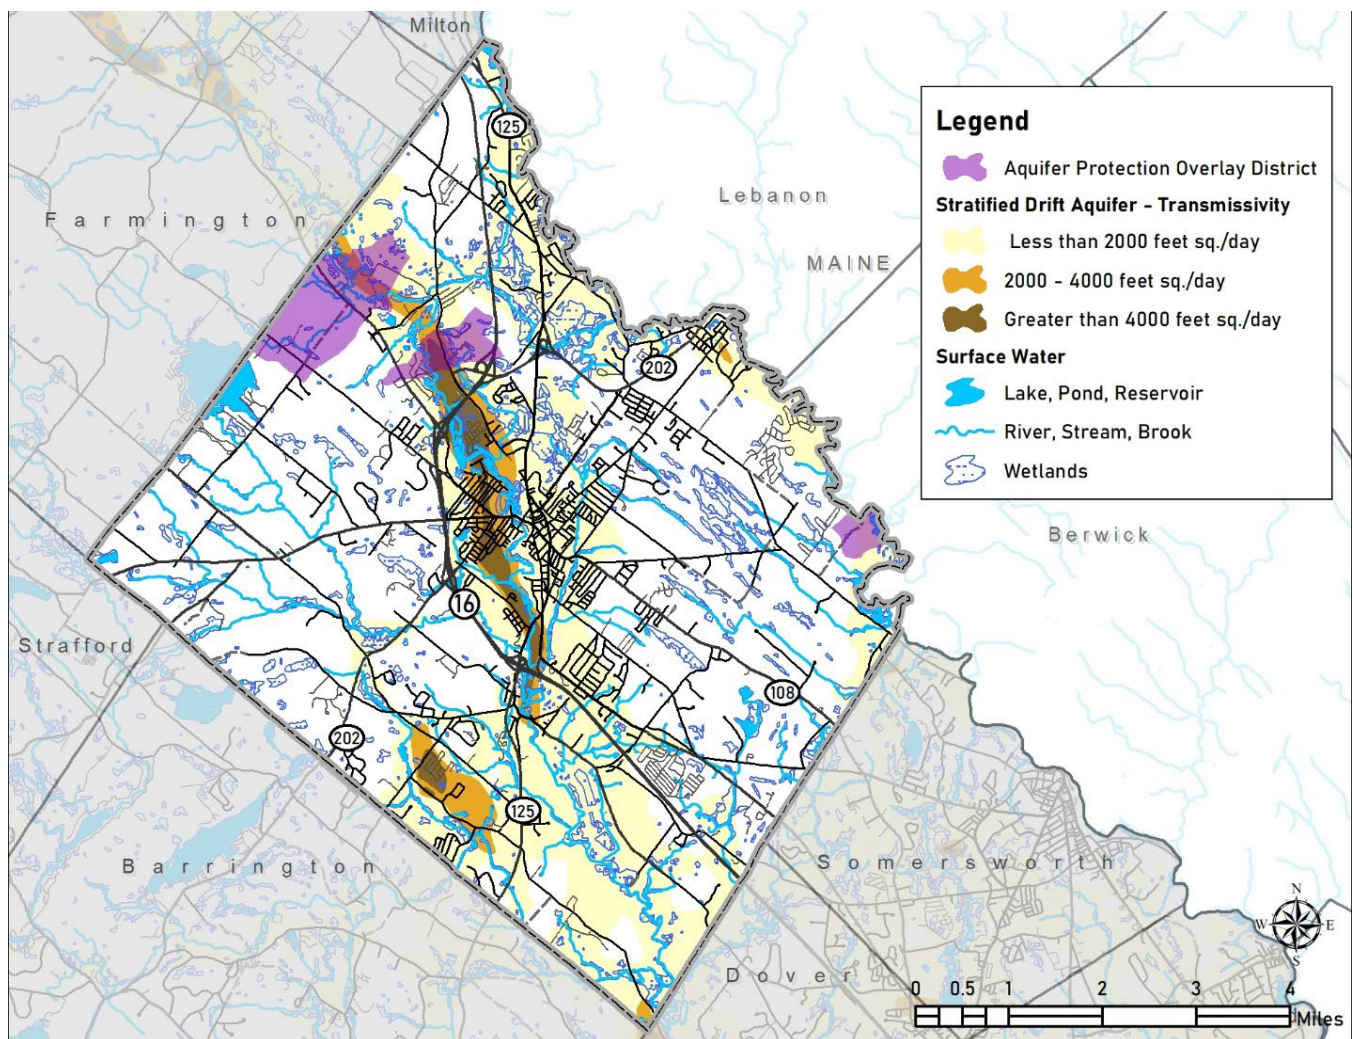 Milton
125
Legend
Aquifer Protection Overlay District
Stratified Drift Aquifer - Transmissivity
Less than 2000 feet sq./day
2000 - 4000 feet sq./day
Greater than 4000 feet sq./day
Surface Water
Lake, Pond, Reservoir
River, Stream, Brook
Wetlands
Lebanon
Farmington
MAINE
202
Berwick
16
Strafford
108
202
125
Barrington
Somersworth
N
W E
S
Dover
0 0.5 1 2 3 4
Miles